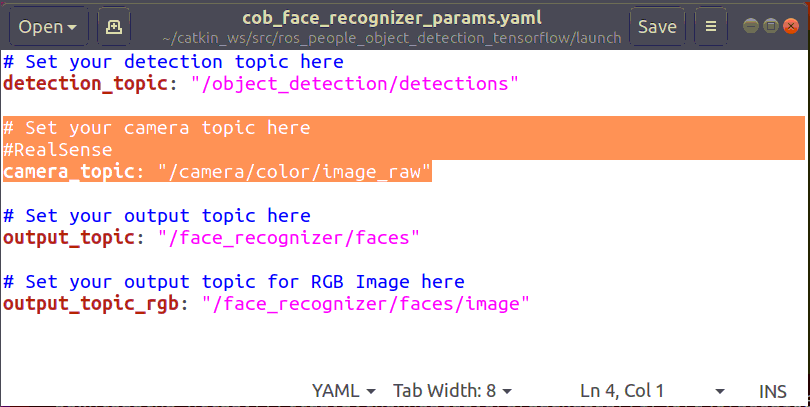 Open
cob_face_recognizer_params.yaml
~/catkin_ws/src/ros_people_object_detection_tensorflow/launch
Save
# Set your detection topic here
detection_topic: "/object_detection/detections"
# Set your camera topic here
#RealSense
camera_topic: "/camera/color/image_raw"
# Set your output topic here
output_topic: "/face_recognizer/faces"
# Set your output topic for RGB Image here
output_topic_rgb: "/face_recognizer/faces/image"
YAML Tab Width: 8 Ln 4, Col 1 INS